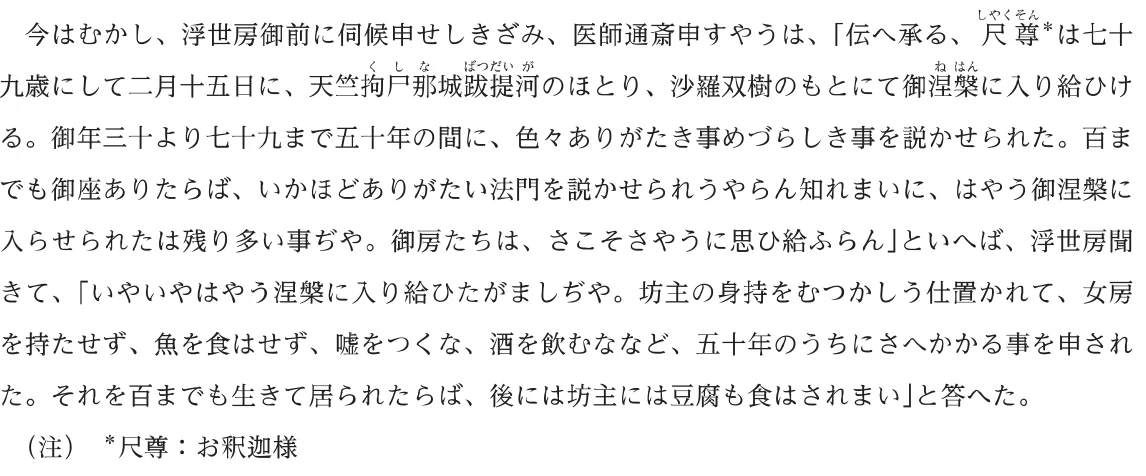 今はむかし、浮世房御前に伺候申せしきざみ、医師通斎申すやうは、「伝へ承る、尺尊*は七十
九歳にして二月十五日に、天竺拘尸那城跋提河のほとり、沙羅双樹のもとにて御涅槃に入り給ひけ
る。御年三十より七十九まで五十年の間に、色々ありがたき事めづらしき事を説かせられた。百ま
でも御座ありたらば、いかほどありがたい法門を説かせられうやらん知れまいに、はやう御涅槃に
入らせられたは残り多い事ぢや。御房たちは、さこそさやうに思ひ給ふらん」といへば、浮世房聞
きて、「いやいやはやう涅槃に入り給ひたがましぢや。坊主の身持をむつかしう仕置かれて、女房
を持たせず、魚を食はせず、嘘をつくな、酒を飲むななど、五十年のうちにさへかかる事を申され
た。それを百までも生きて居られたらば、後には坊主には豆腐も食はされまい」と答へた。
（注）　*尺尊：お釈迦様